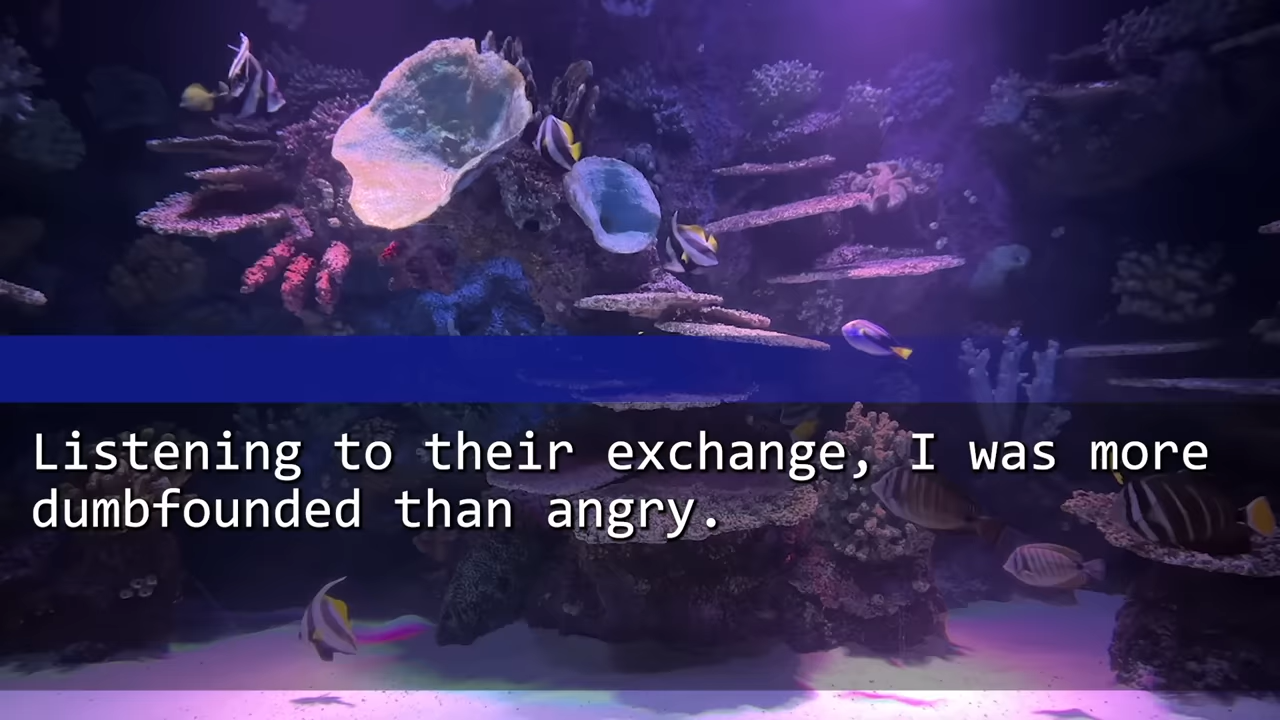 Listening to their exchange, I was more
dumbfounded than angry.